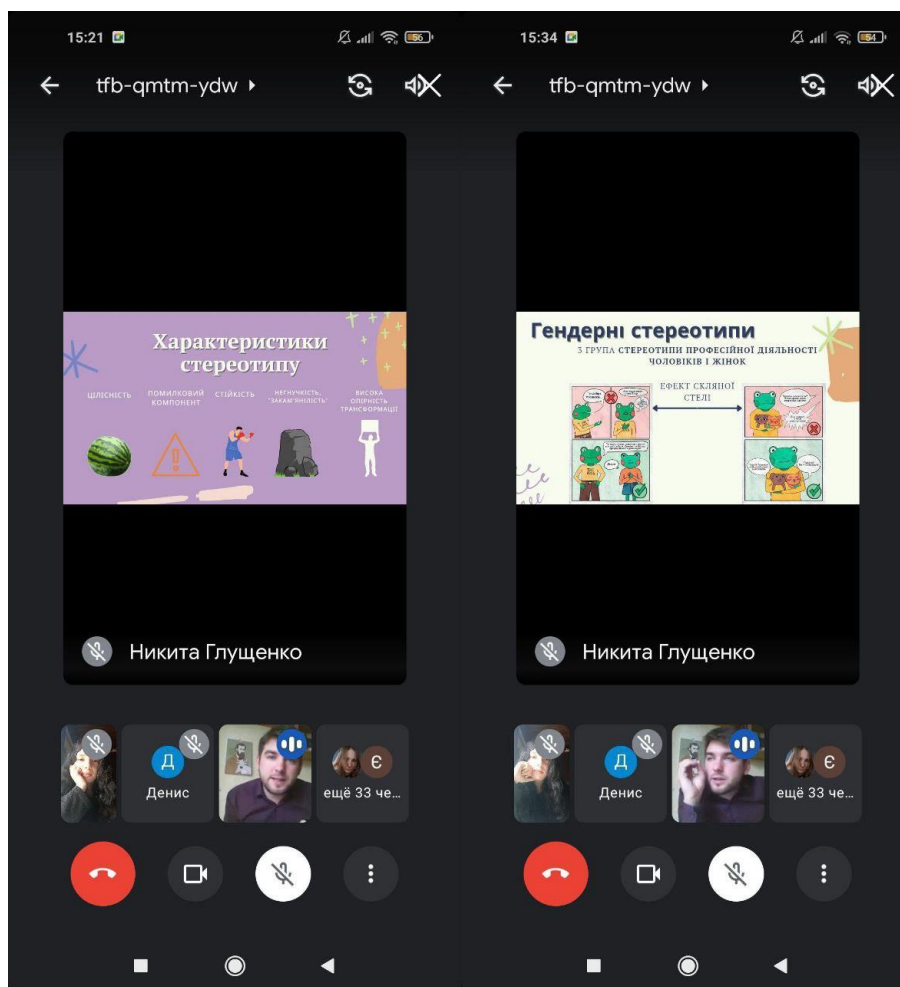 15:21
56
tfb-qmtm-ydw
Характеристики
стереотипу
ЦІЛІСНІСТЬ
ПОМИЛКОВИЙ
КОМПОНЕНТ
СТІЙКІСТЬ
НЕГНУЧКІСТЬ,
"ЗАКАМ'ЯНІЛІСТЬ"
ВИСОКА
ОПІРНІСТЬ
ТРАНСФОРМАЦІЇ
Никита Глущенко
Д
Денис
Є
ещё 33 че...
15:34
54
tfb-qmtm-ydw
Гендерні стереотипи
3 ГРУПА СТЕРЕОТИПИ ПРОФЕСІЙНОЇ ДІЯЛЬНОСТІ
ЧОЛОВІКІВ І ЖІНОК
ЕФЕКТ СКЛЯНОЇ
СТЕЛІ
Никита Глущенко
Д
Денис
Є
ещё 33 че...